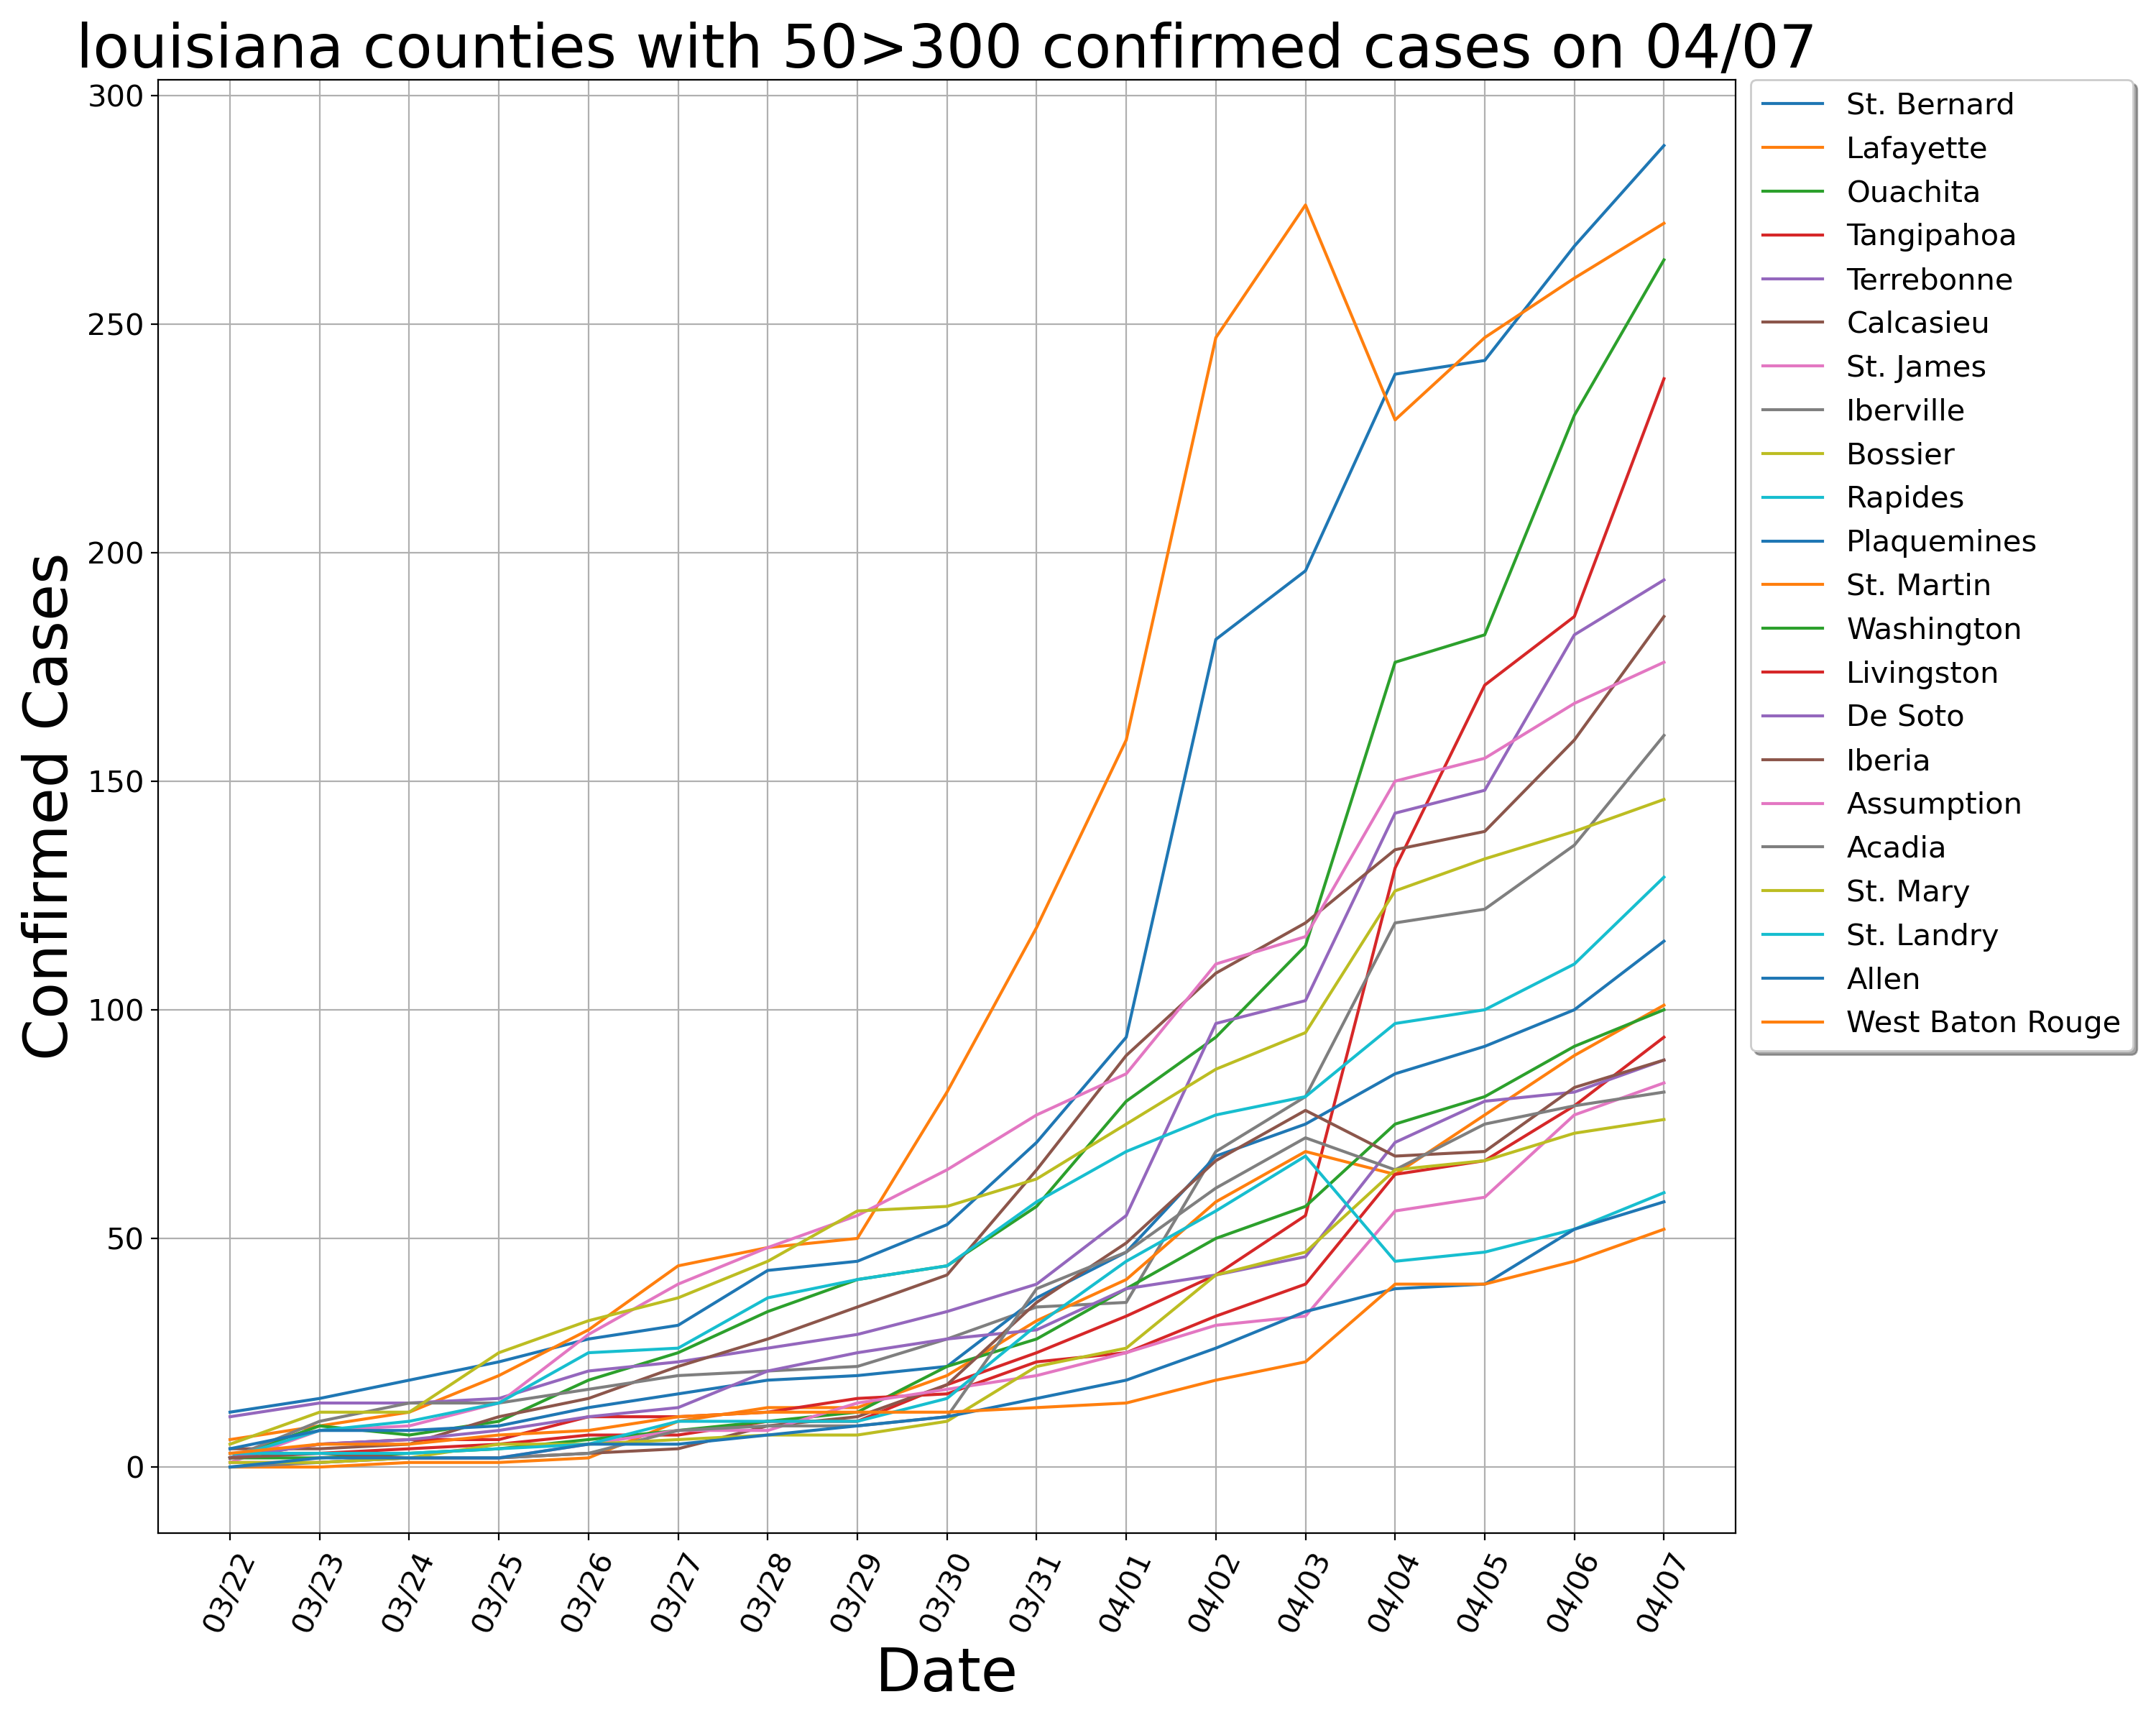 louisiana counties with 50>300 confirmed cases on 04/07
Confirmed Cases
300
250
200
150
100
50
0
03/22
03/23
03/24
03/25
03/26
03/27
03/28
03/29
03/30
03/31
04/01
04/02
04/03
04/04
04/05
04/06
04/07
Date
St. Bernard
Lafayette
Ouachita
Tangipahoa
Terrebonne
Calcasieu
St. James
Iberville
Bossier
Rapides
Plaquemines
St. Martin
Washington
Livingston
De Soto
Iberia
Assumption
Acadia
St. Mary
St. Landry
Allen
West Baton Rouge